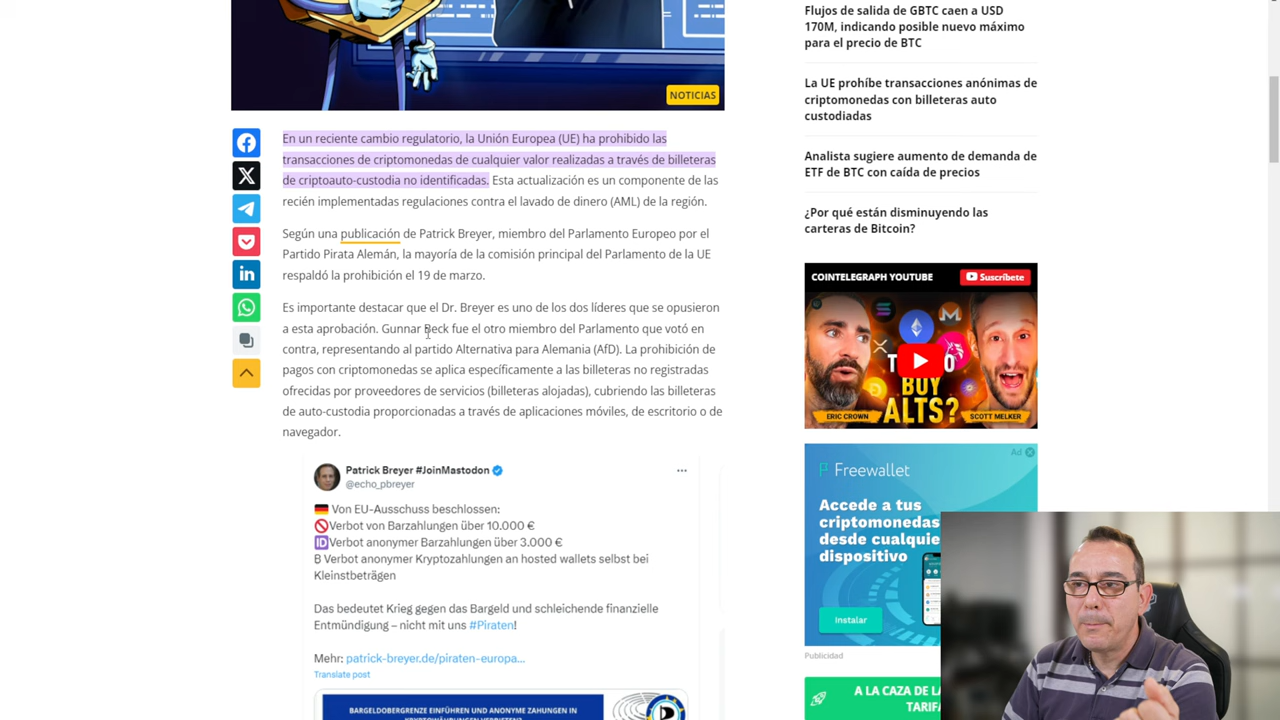 NOTICIAS
En un reciente cambio regulatorio, la Unión Europea (UE) ha prohibido las
transacciones de criptomonedas de cualquier valor realizadas a través de billeteras
de criptoauto-custodia no identificadas. Esta actualización es un componente de las
recién implementadas regulaciones contra el lavado de dinero (AML) de la región.
Según una publicación de Patrick Breyer, miembro del Parlamento Europeo por el
Partido Pirata Alemán, la mayoría de la comisión principal del Parlamento de la UE
respaldó la prohibición el 19 de marzo.
Es importante destacar que el Dr. Breyer es uno de los dos líderes que se opusieron
a esta aprobación. Gunnar Beck fue el otro miembro del Parlamento que votó en
contra, representando al partido Alternativa para Alemania (AfD). La prohibición de
pagos con criptomonedas se aplica específicamente a las billeteras no registradas
ofrecidas por proveedores de servicios (billeteras alojadas), cubriendo las billeteras
de auto-custodia proporcionadas a través de aplicaciones móviles, de escritorio o de
navegador.
Patrick Breyer #JoinMastodon
@echo_pbreyer
Von EU-Ausschuss beschlossen:
Verbot von Barzahlungen über 10.000 €
ID Verbot anonymer Barzahlungen über 3.000 €
B Verbot anonymer Kryptozahlungen an hosted wallets selbst bei
Kleinstbeträgen
Das bedeutet Krieg gegen das Bargeld und schleichende finanzielle
Entmündigung – nicht mit uns #Piraten!
Mehr: patrick-breyer.de/piraten-europa...
Translate post
BARGELDOBERGRENZE EINFÜHREN UND ANONYME ZAHLUNGEN IN
Flujos de salida de GBTC caen a USD
170M, indicando posible nuevo máximo
para el precio de BTC
La UE prohíbe transacciones anónimas de
criptomonedas con billeteras auto
custodiadas
Analista sugiere aumento de demanda de
ETF de BTC con caída de precios
¿Por qué están disminuyendo las
carteras de Bitcoin?
COINTELEGRAPH YOUTUBE
Suscríbete
BUY
ALTS?
ERIC CROWN
SCOTT MELKER
Ad
Freewallet
Accede a tus
criptomonedas
desde cualquie
dispositivo
Instalar
Publicidad
A LA CAZA DE LA
TARIFA